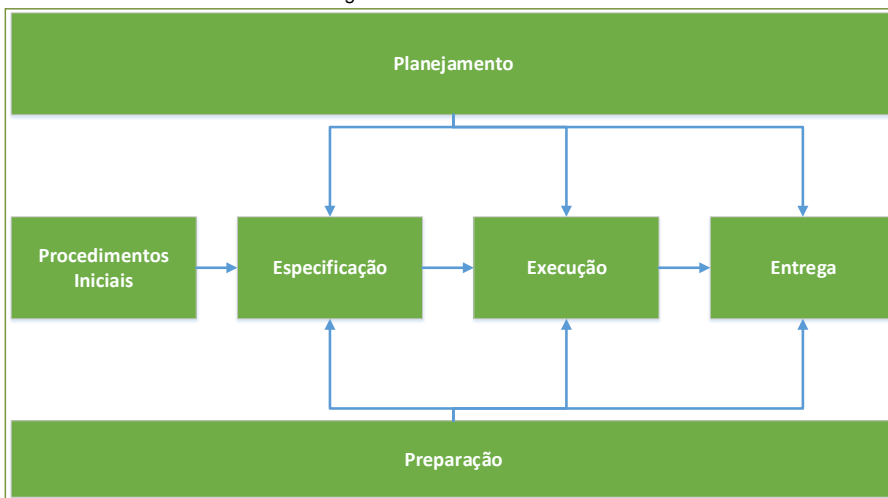 Planejamento
Procedimentos
Iniciais
Especificação
Execução
Entrega
Preparação